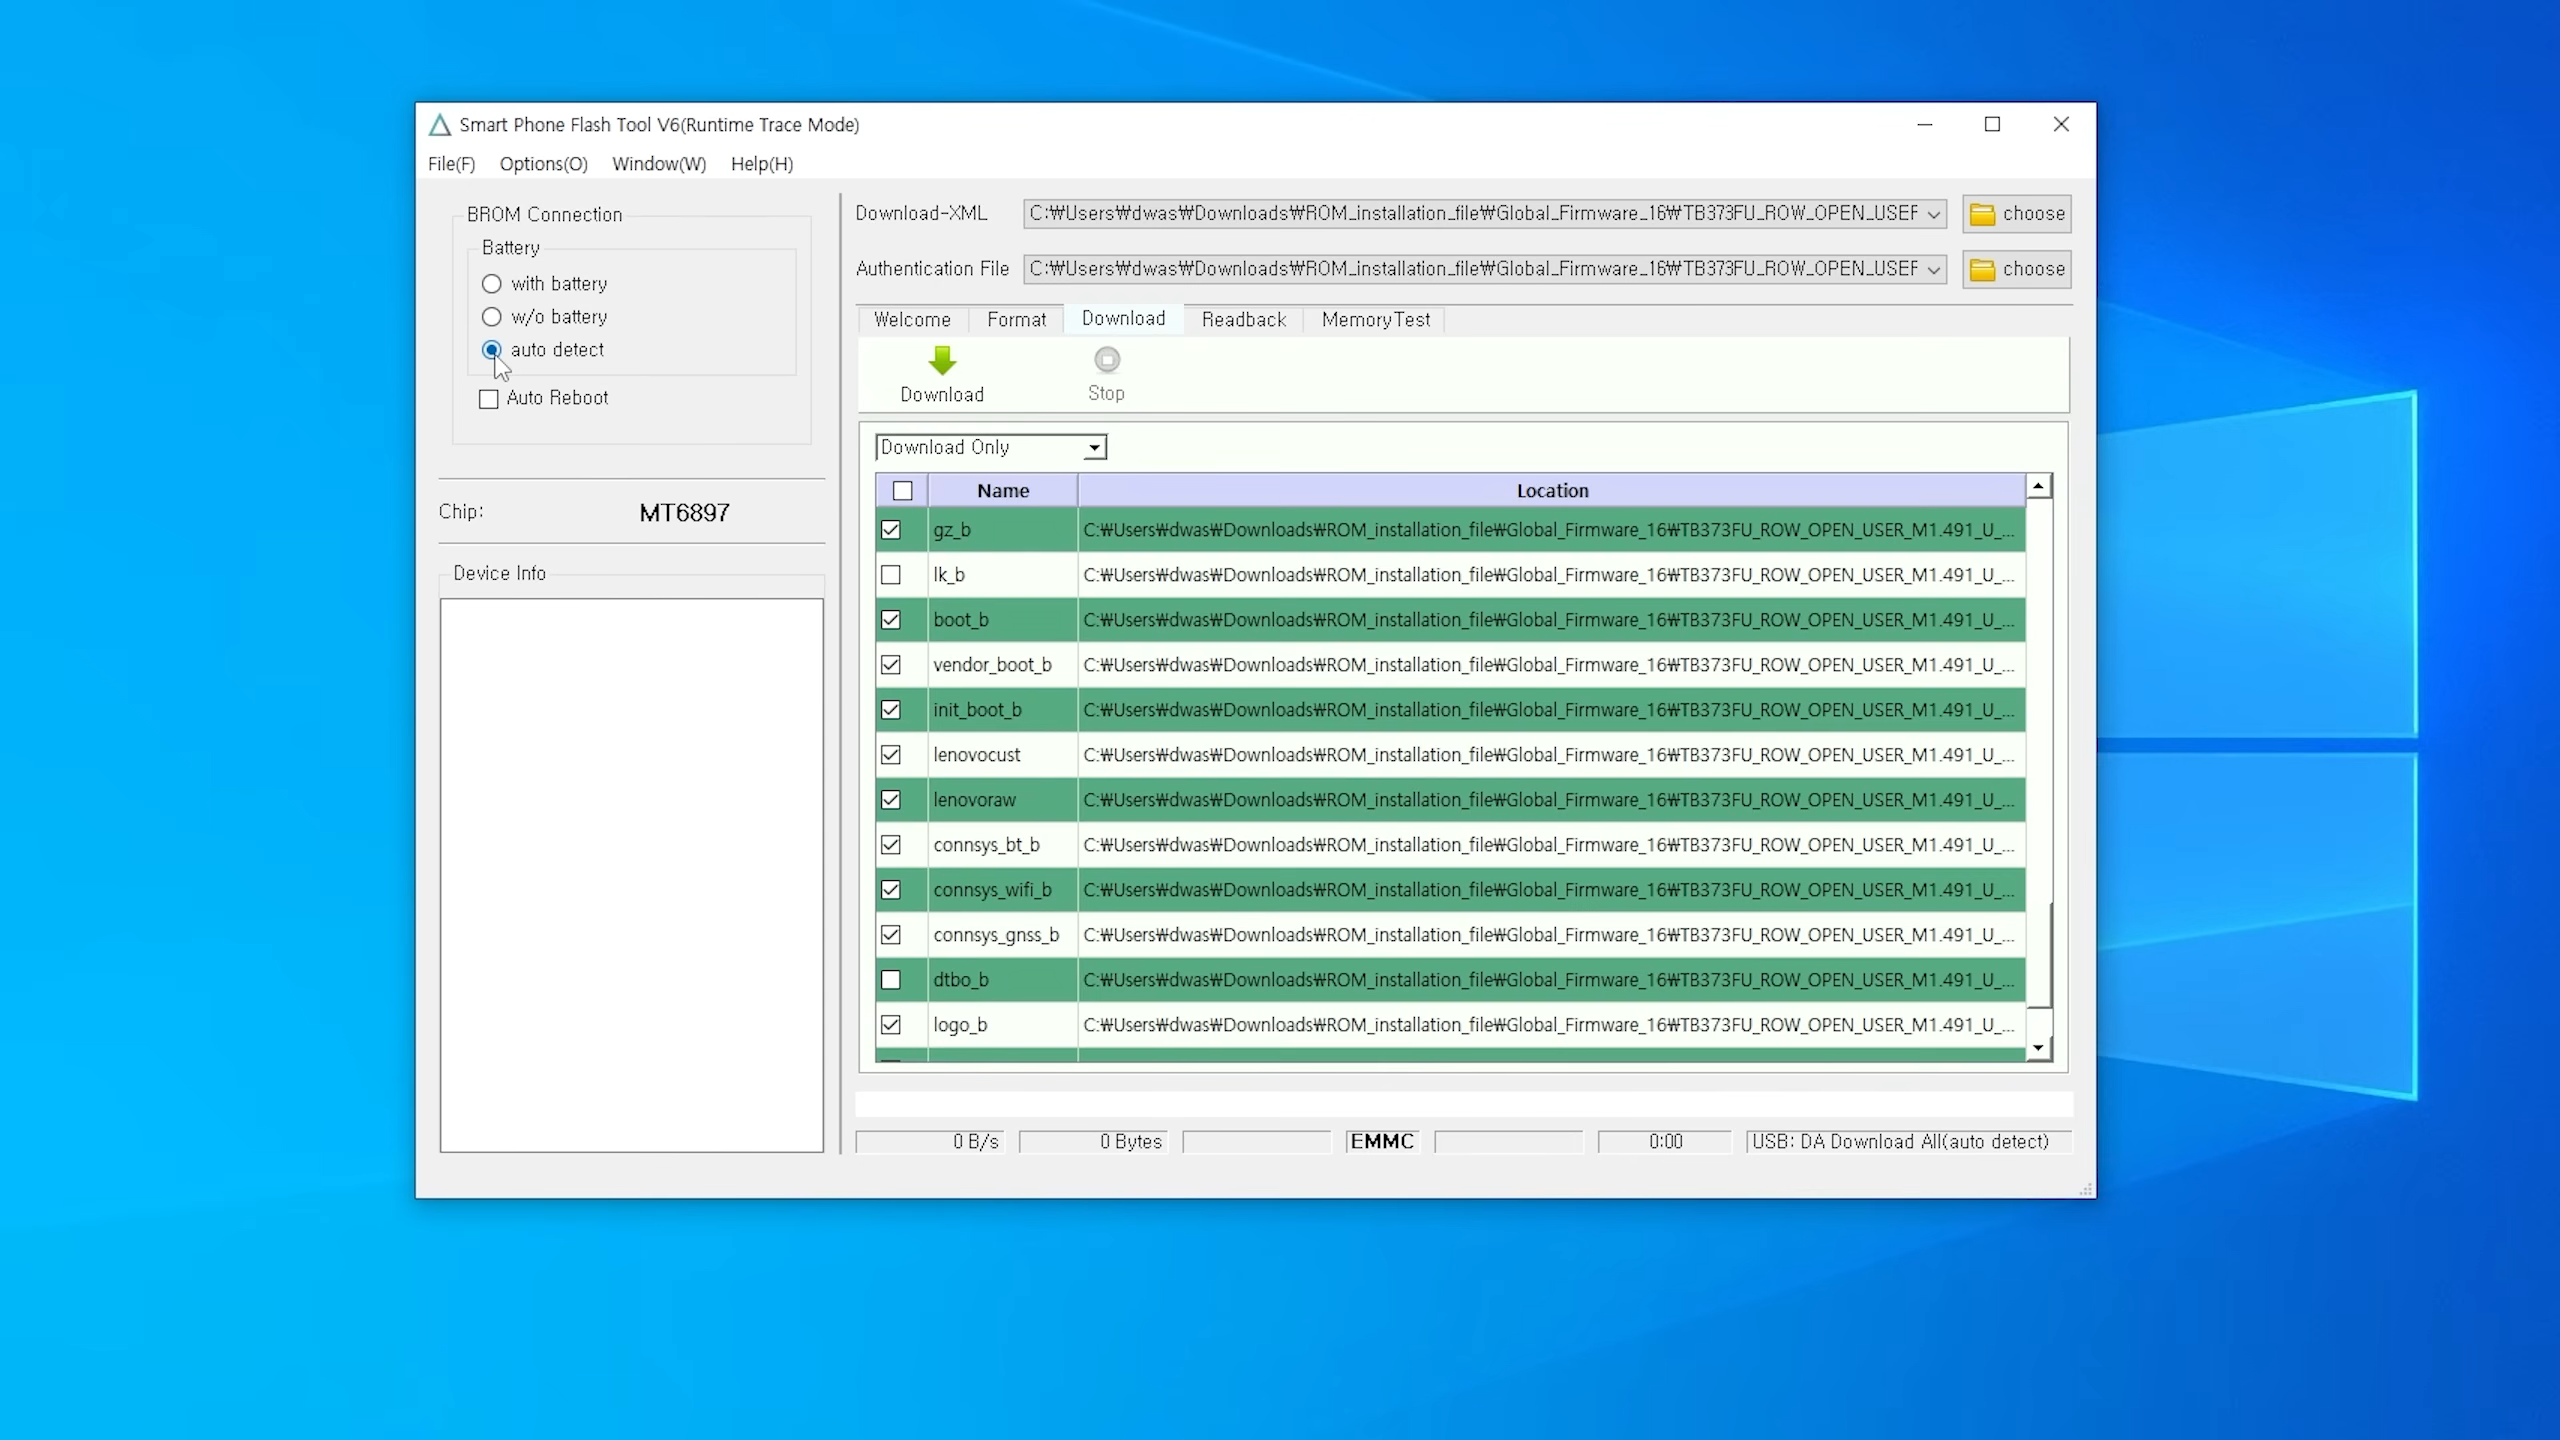 Smart Phone Flash Tool V6(Runtime Trace Mode)
File(F) Options(O) Window(W) Help(H)
BROM Connection
Battery
with battery
w/o battery
auto detect
Auto Reboot
Chip: MT6897
Device Info
Download-XML C:₩Users₩dwas₩Downloads₩ROM_installation_file₩Global_Firmware_16₩TB373FU_ROW_OPEN_USEF choose
Authentication File C:₩Users₩dwas₩Downloads₩ROM_installation_file₩Global_Firmware_16₩TB373FU_ROW_OPEN_USEF choose
Welcome Format Download Readback MemoryTest
Download Stop
Download Only
Name Location
gz_b C:₩Users₩dwas₩Downloads₩ROM_installation_file₩Global_Firmware_16₩TB373FU_ROW_OPEN_USER_M1.491_U_...
lk_b C:₩Users₩dwas₩Downloads₩ROM_installation_file₩Global_Firmware_16₩TB373FU_ROW_OPEN_USER_M1.491_U_...
boot_b C:₩Users₩dwas₩Downloads₩ROM_installation_file₩Global_Firmware_16₩TB373FU_ROW_OPEN_USER_M1.491_U_...
vendor_boot_b C:₩Users₩dwas₩Downloads₩ROM_installation_file₩Global_Firmware_16₩TB373FU_ROW_OPEN_USER_M1.491_U_...
init_boot_b C:₩Users₩dwas₩Downloads₩ROM_installation_file₩Global_Firmware_16₩TB373FU_ROW_OPEN_USER_M1.491_U_...
lenovocust C:₩Users₩dwas₩Downloads₩ROM_installation_file₩Global_Firmware_16₩TB373FU_ROW_OPEN_USER_M1.491_U_...
lenovoraw C:₩Users₩dwas₩Downloads₩ROM_installation_file₩Global_Firmware_16₩TB373FU_ROW_OPEN_USER_M1.491_U_...
connsys_bt_b C:₩Users₩dwas₩Downloads₩ROM_installation_file₩Global_Firmware_16₩TB373FU_ROW_OPEN_USER_M1.491_U_...
connsys_wifi_b C:₩Users₩dwas₩Downloads₩ROM_installation_file₩Global_Firmware_16₩TB373FU_ROW_OPEN_USER_M1.491_U_...
connsys_gnss_b C:₩Users₩dwas₩Downloads₩ROM_installation_file₩Global_Firmware_16₩TB373FU_ROW_OPEN_USER_M1.491_U_...
dtbo_b C:₩Users₩dwas₩Downloads₩ROM_installation_file₩Global_Firmware_16₩TB373FU_ROW_OPEN_USER_M1.491_U_...
logo_b C:₩Users₩dwas₩Downloads₩ROM_installation_file₩Global_Firmware_16₩TB373FU_ROW_OPEN_USER_M1.491_U_...
0 B/s 0 Bytes EMMC 0:00 USB: DA Download All(auto detect)